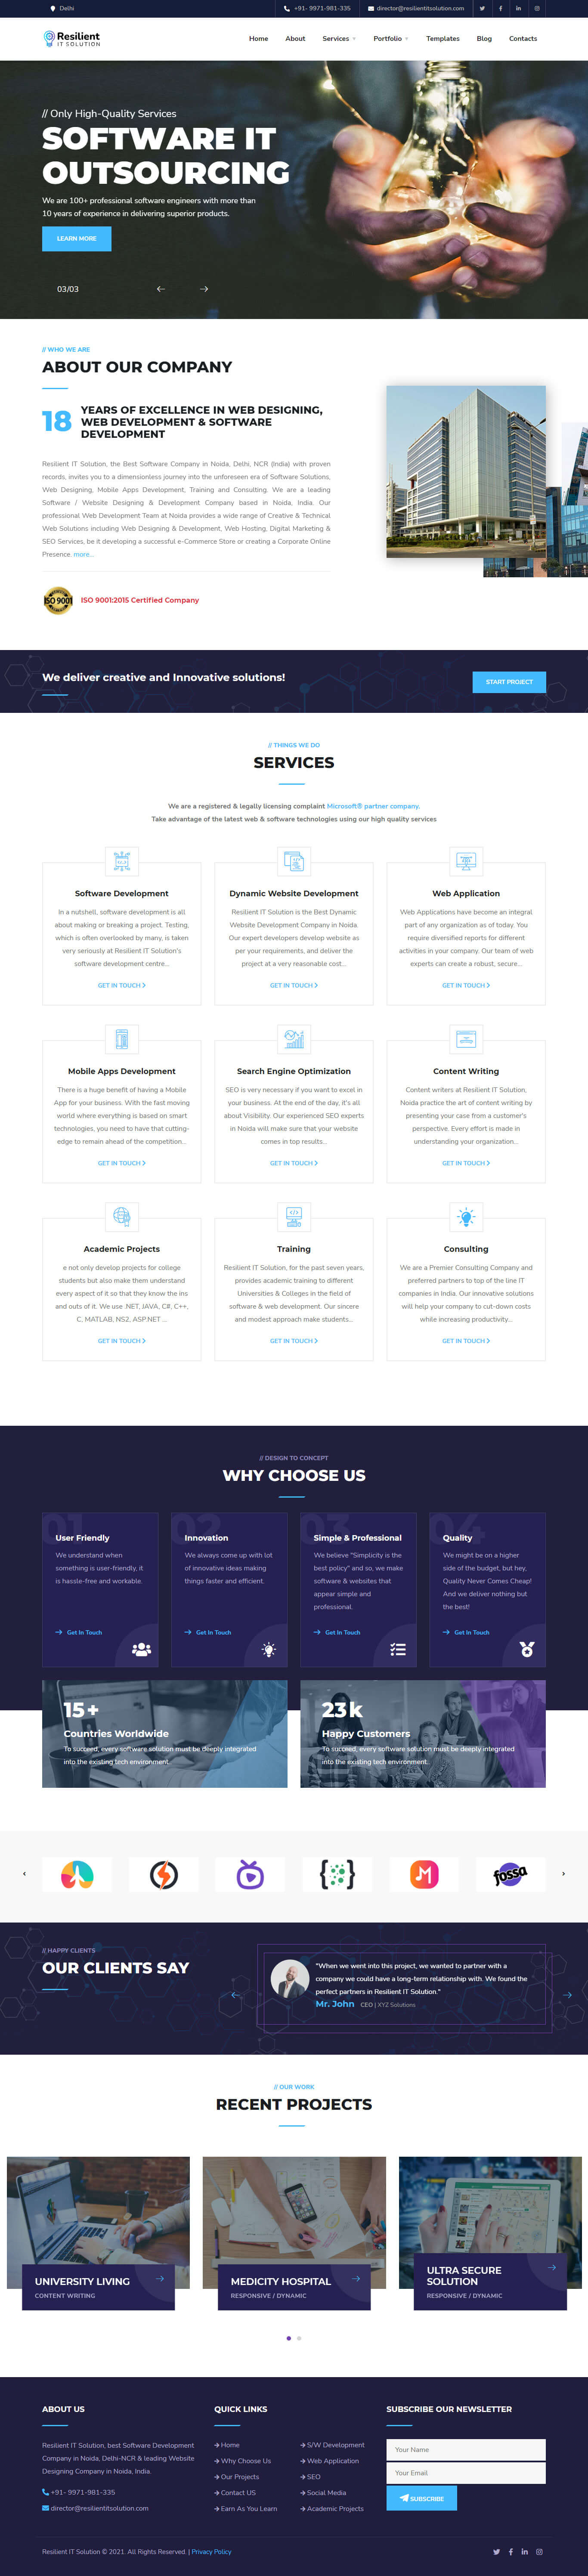 Delhi
+91- 9971-981-335
director@resilientitsolution.com
Resilient
IT SOLUTION
Home
About
Services
Portfolio
Templates
Blog
Contacts
// Only High-Quality Services
SOFTWARE IT
OUTSOURCING
We are 100+ professional software engineers with more than
10 years of experience in delivering superior products.
LEARN MORE
03/03
// WHO WE ARE
ABOUT OUR COMPANY
18
YEARS OF EXCELLENCE IN WEB DESIGNING,
WEB DEVELOPMENT & SOFTWARE
DEVELOPMENT
Resilient IT Solution, the Best Software Company in Noida, Delhi, NCR (India) with proven
records, invites you to a dimensionless journey into the unforeseen era of Software Solutions,
Web Designing, Mobile Apps Development, Training and Consulting. We are a leading
Software / Website Designing & Development Company based in Noida, India. Our
professional Web Development Team at Noida provides a wide range of Creative & Technical
Web Solutions including Web Designing & Development, Web Hosting, Digital Marketing &
SEO Services, be it developing a successful e-Commerce Store or creating a Corporate Online
Presence. more...
ISO 9001
ISO 9001:2015 Certified Company
We deliver creative and Innovative solutions!
START PROJECT
// THINGS WE DO
SERVICES
We are a registered & legally licensing complaint Microsoft® partner company.
Take advantage of the latest web & software technologies using our high quality services
Software Development
In a nutshell, software development is all
about making or breaking a project. Testing,
which is often overlooked by many, is taken
very seriously at Resilient IT Solution's
software development centre...
GET IN TOUCH
Dynamic Website Development
Resilient IT Solution is the Best Dynamic
Website Development Company in Noida.
Our expert developers develop website as
per your requirements, and deliver the
project at a very reasonable cost...
GET IN TOUCH
Web Application
Web Applications have become an integral
part of any organization as of today. You
require diversified reports for different
activities in your company. Our team of web
experts can create a robust, secure...
GET IN TOUCH
Mobile Apps Development
There is a huge benefit of having a Mobile
App for your business. With the fast moving
world where everything is based on smart
technologies, you need to have that cutting-
edge to remain ahead of the competition...
GET IN TOUCH
Search Engine Optimization
SEO is very necessary if you want to excel in
your business. At the end of the day, it's all
about Visibility. Our experienced SEO experts
in Noida will make sure that your website
comes in top results...
GET IN TOUCH
Content Writing
Content writers at Resilient IT Solution,
Noida practice the art of content writing by
presenting your case from a customer's
perspective. Every effort is made in
understanding your organization...
GET IN TOUCH
Academic Projects
e not only develop projects for college
students but also make them understand
every aspect of it so that they know the ins
and outs of it. We use .NET, JAVA, C#, C++,
C, MATLAB, NS2, ASP.NET ...
GET IN TOUCH
Training
Resilient IT Solution, for the past seven years,
provides academic training to different
Universities & Colleges in the field of
software & web development. Our sincere
and modest approach make students...
GET IN TOUCH
Consulting
We are a Premier Consulting Company and
preferred partners to top of the line IT
companies in India. Our innovative solutions
will help your company to cut-down costs
while increasing productivity...
GET IN TOUCH
// DESIGN TO CONCEPT
WHY CHOOSE US
01
User Friendly
We understand when
something is user-friendly, it
is hassle-free and workable.
Get In Touch
02
Innovation
We always come up with lot
of innovative ideas making
things faster and efficient.
Get In Touch
03
Simple & Professional
We believe "Simplicity is the
best policy" and so, we make
software & websites that
appear simple and
professional.
Get In Touch
04
Quality
We might be on a higher
side of the budget, but hey,
Quality Never Comes Cheap!
And we deliver nothing but
the best!
Get In Touch
15+
Countries Worldwide
To succeed, every software solution must be deeply integrated
into the existing tech environment.
23k
Happy Customers
To succeed, every software solution must be deeply integrated
into the existing tech environment..
fossa
// HAPPY CLIENTS
OUR CLIENTS SAY
"When we went into this project, we wanted to partner with a
company we could have a long-term relationship with. We found the
perfect partners in Resilient IT Solution."
Mr. John CEO | XYZ Solutions
// OUR WORK
RECENT PROJECTS
UNIVERSITY LIVING
CONTENT WRITING
MEDICITY HOSPITAL
RESPONSIVE / DYNAMIC
ULTRA SECURE
SOLUTION
RESPONSIVE / DYNAMIC
ABOUT US
Resilient IT Solution, best Software Development
Company in Noida, Delhi-NCR & leading Website
Designing Company in Noida, India.
+91- 9971-981-335
director@resilientitsolution.com
QUICK LINKS
Home
Why Choose Us
Our Projects
Contact US
Earn As You Learn
S/W Development
Web Application
SEO
Social Media
Academic Projects
SUBSCRIBE OUR NEWSLETTER
Your Name
Your Email
SUBSCRIBE
Resilient IT Solution © 2021. All Rights Reserved. | Privacy Policy